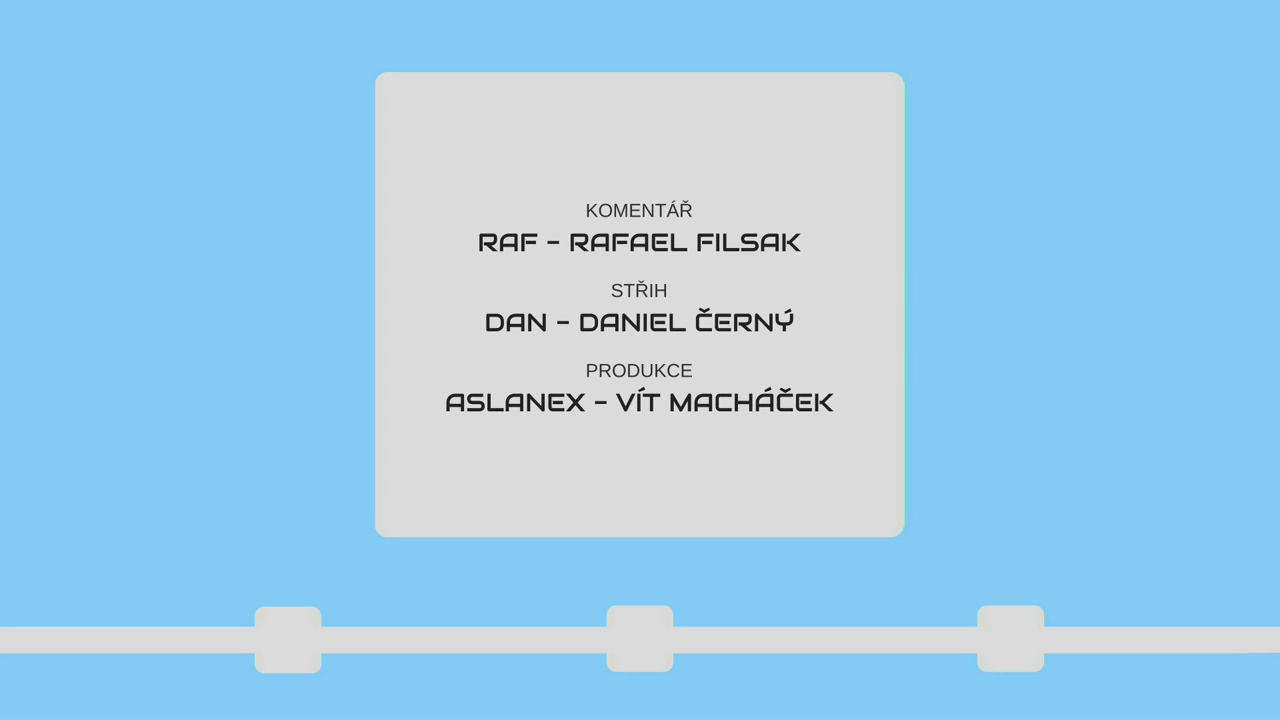 KOMENTÁŘ
RAF - RAFAEL FILSAK
STŘIH
DAN - DANIEL ČERNÝ
PRODUKCE
ASLANEX - VÍT MACHÁČEK